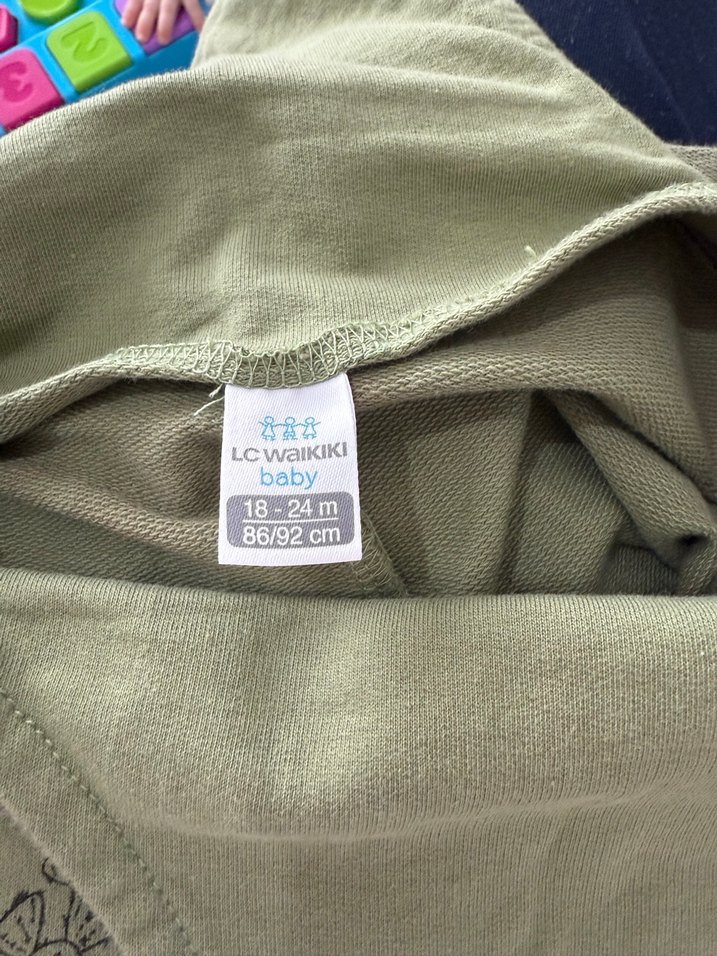 LC WAIKIKI
baby
18 - 24 m
86/92 cm